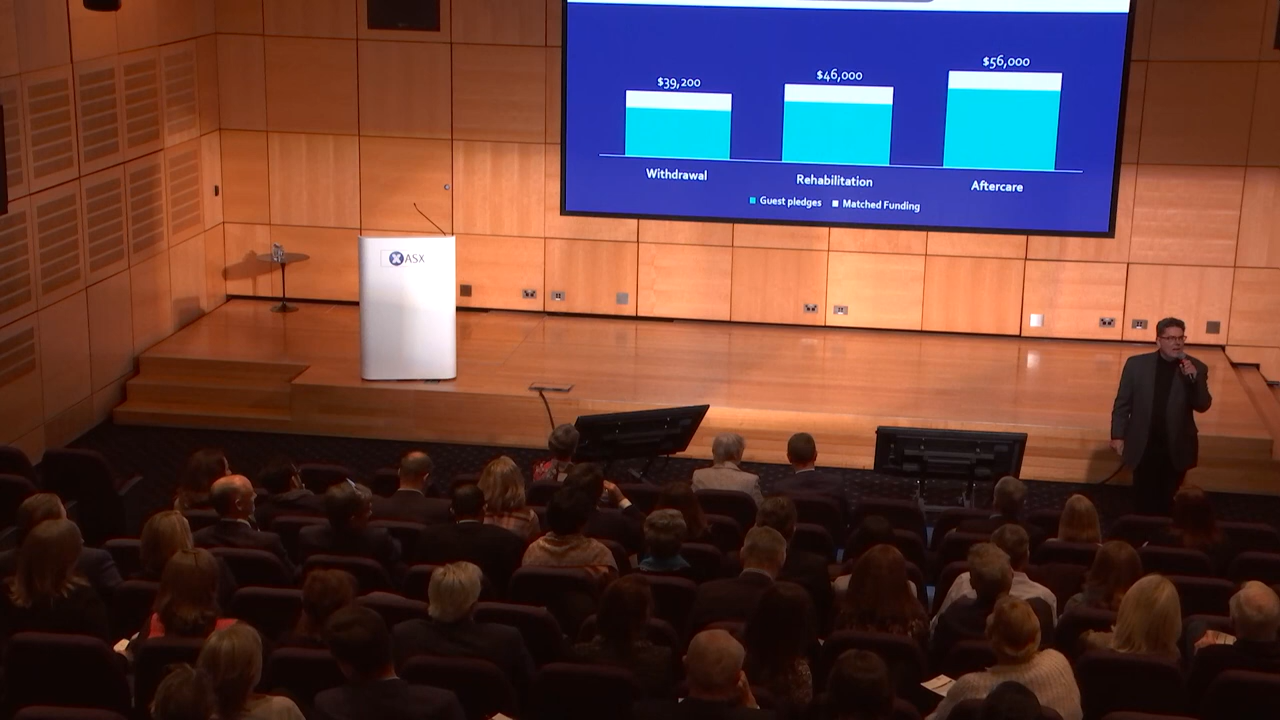 $39,200
$46,000
$56,000
Withdrawal
Rehabilitation
Aftercare
Guest pledges
Matched Funding
ASX